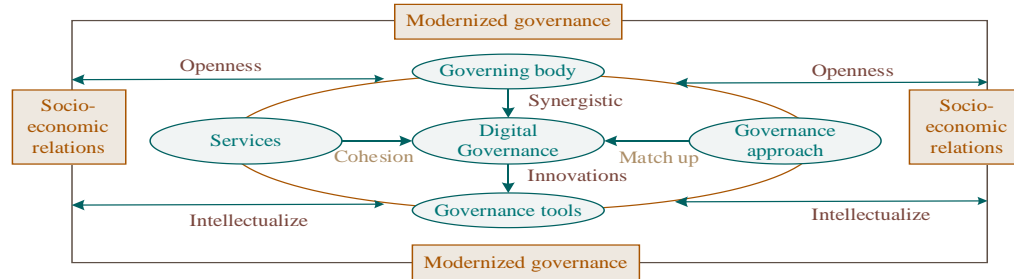 Modernized governance
Openness
Governing body
Openness
Synergistic
Socio-
economic
relations
Services
Cohesion
Digital
Governance
Match up
Governance
approach
Socio-
economic
relations
Innovations
Intellectualize
Governance tools
Intellectualize
Modernized governance